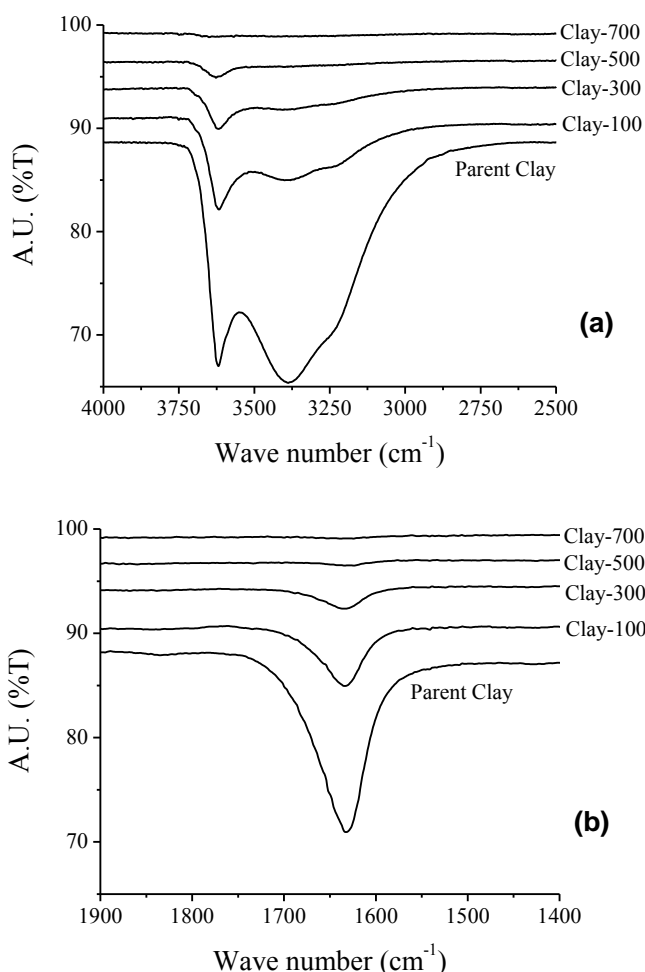 100
Clay-700
Clay-500
Clay-300
90
Clay-100
Parent Clay
80
A.U. (%T)
70
(a)
4000 3750 3500 3250 3000 2750 2500
Wave number (cm⁻¹)
100
Clay-700
Clay-500
Clay-300
90
Clay-100
Parent Clay
80
A.U. (%T)
70
(b)
1900 1800 1700 1600 1500 1400
Wave number (cm⁻¹)